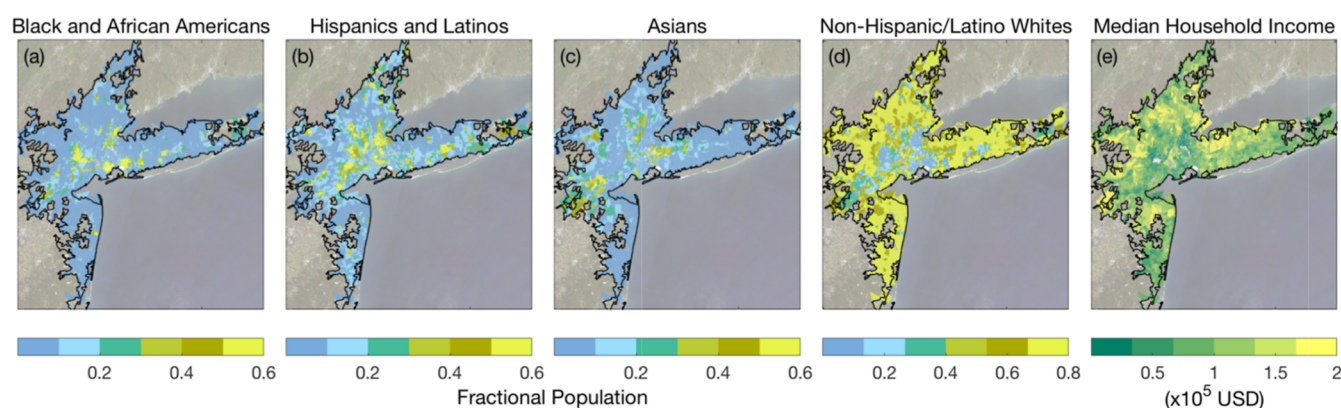 Black and African Americans
Hispanics and Latinos
Asians
Non-Hispanic/Latino Whites
Median Household Income
(a)
(b)
(c)
(d)
(e)
0.2 0.4 0.6
0.2 0.4 0.6
0.2 0.4 0.6
0.2 0.4 0.6 0.8
0.5 1 1.5 2
Fractional Population
(x10⁵ USD)